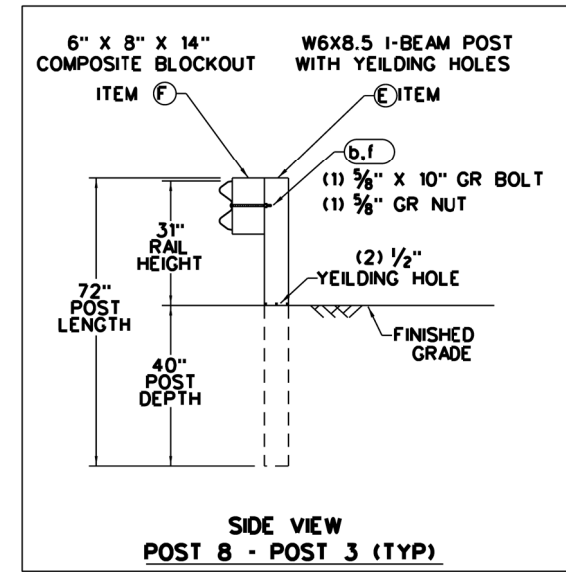 6" X 8" X 14"
COMPOSITE BLOCKOUT
ITEM F
W6X8.5 I-BEAM POST
WITH YEILDING HOLES
E ITEM
b.f
(1) 5/8" X 10" GR BOLT
(1) 5/8" GR NUT
31"
RAIL
HEIGHT
(2) 1/2"
YEILDING HOLE
72"
POST
LENGTH
FINISHED
GRADE
40"
POST
DEPTH
SIDE VIEW
POST 8 - POST 3 (TYP)